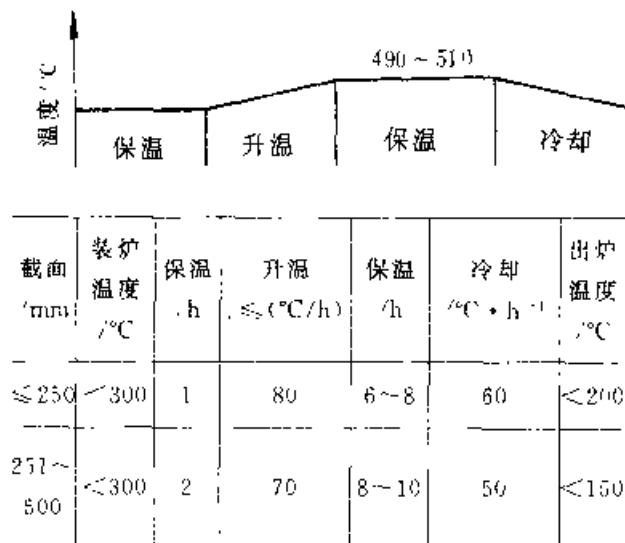 490～510
温度/℃
保温 升温 保温 冷却
截面/mm 装炉温度/℃ 保温/h 升温≤(℃/h) 保温/h 冷却/℃·h⁻¹ 出炉温度/℃
≤250 <300 1 80 6～8 60 <200
251～500 <300 2 70 8～10 50 <150